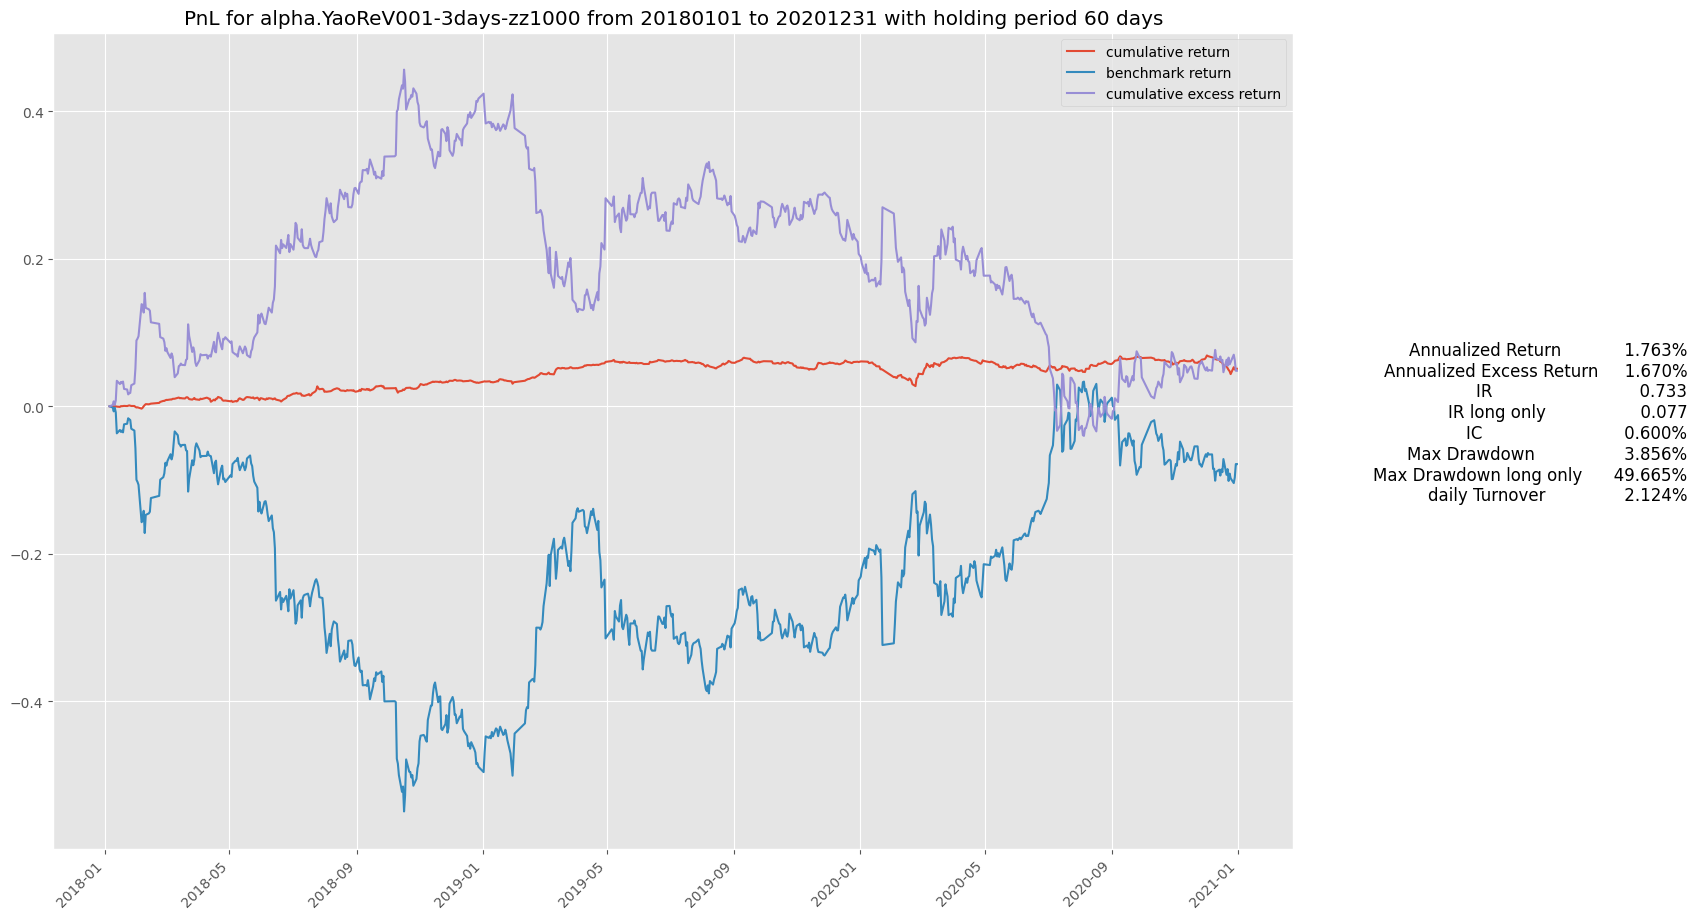 PnL for alpha.YaoReV001-3days-zz1000 from 20180101 to 20201231 with holding period 60 days
cumulative return
benchmark return
cumulative excess return
0.4
0.2
0.0
−0.2
−0.4
2018-01
2018-05
2018-09
2019-01
2019-05
2019-09
2020-01
2020-05
2020-09
2021-01
Annualized Return 1.763%
Annualized Excess Return 1.670%
IR 0.733
IR long only 0.077
IC 0.600%
Max Drawdown 3.856%
Max Drawdown long only 49.665%
daily Turnover 2.124%